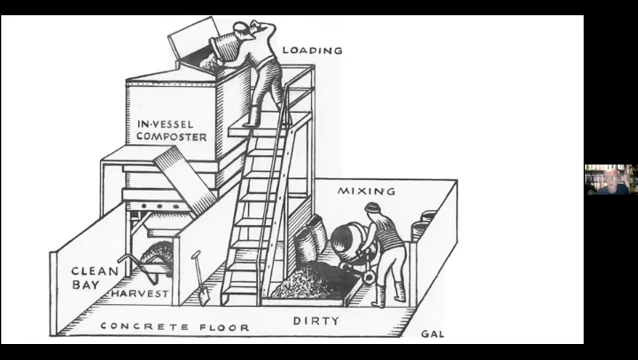 LOADING
IN-VESSEL
COMPOSTER
MIXING
CLEAN
BAY
HARVEST
CONCRETE FLOOR
DIRTY
GAL